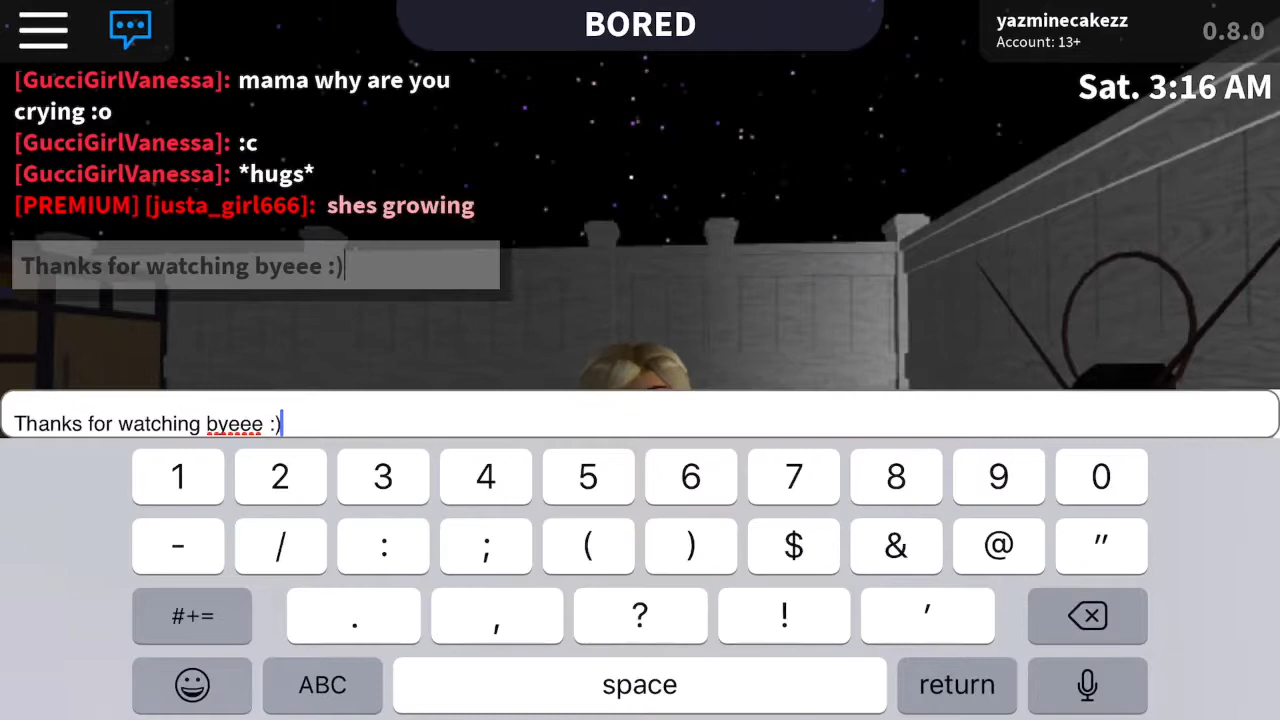 BORED
yazminecakezz
Account: 13+
0.8.0
Sat. 3:16 AM
[GucciGirlVanessa]: mama why are you
crying :o
[GucciGirlVanessa]: :c
[GucciGirlVanessa]: *hugs*
[PREMIUM] [justa_girl666]: shes growing
Thanks for watching byeee :)
Thanks for watching byeee :)
1 2 3 4 5 6 7 8 9 0
- / : ; ( ) $ & @ "
#+= . , ? ! '
ABC space return